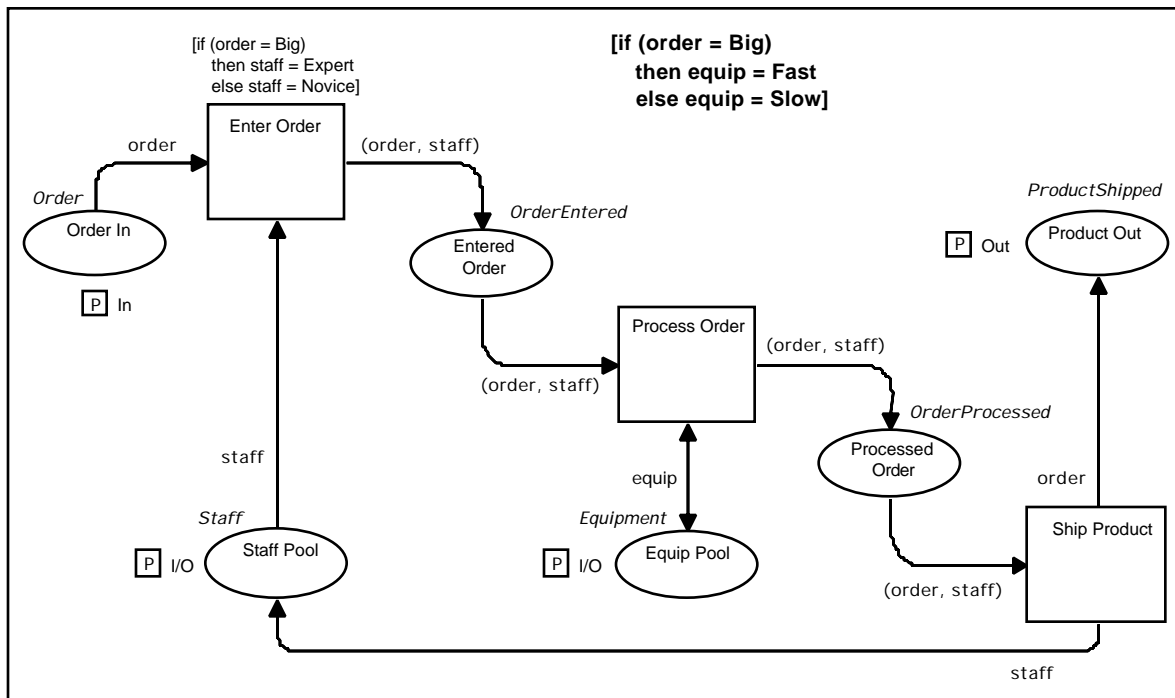 [if (order = Big)
then staff = Expert
else staff = Novice]
[if (order = Big)
then equip = Fast
else equip = Slow]
Enter Order
order
(order, staff)
Order
Order In
P In
OrderEntered
Entered
Order
ProductShipped
Product Out
P Out
Process Order
(order, staff)
(order, staff)
OrderProcessed
Processed
Order
staff
equip
order
Staff
Staff Pool
P I/O
Equipment
Equip Pool
P I/O
Ship Product
(order, staff)
staff